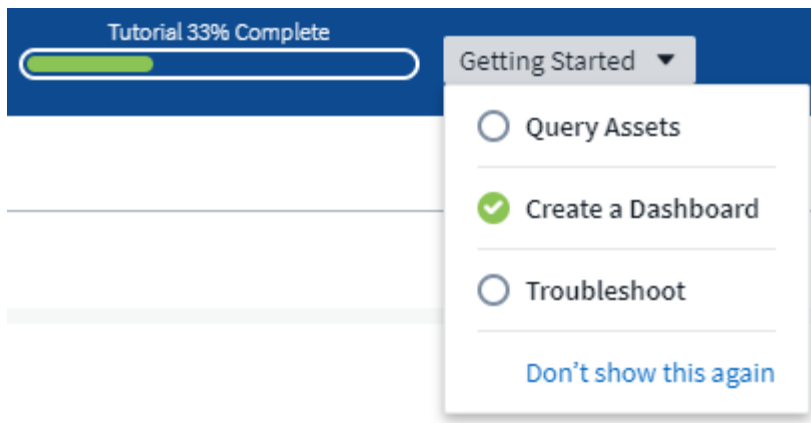 Tutorial 33% Complete
Getting Started
Query Assets
Create a Dashboard
Troubleshoot
Don’t show this again